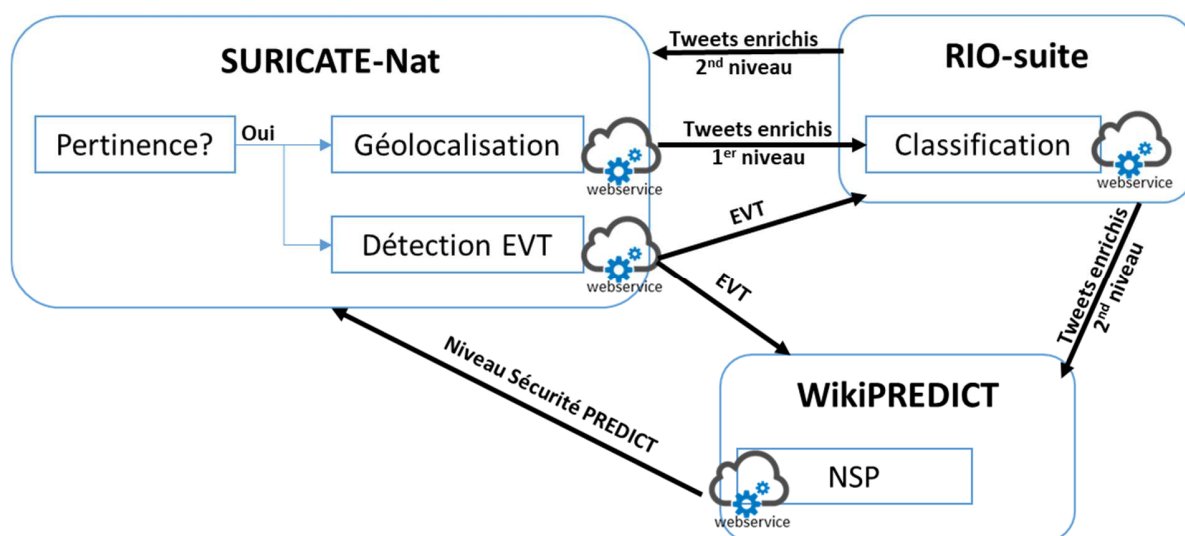 SURICATE-Nat
Pertinence?
Oui
Géolocalisation
webservice
Détection EVT
webservice
Tweets enrichis
2nd niveau
Tweets enrichis
1er niveau
RIO-suite
Classification
webservice
EVT
EVT
Tweets enrichis
2nd niveau
Niveau Sécurité PREDICT
WikiPREDICT
NSP
webservice